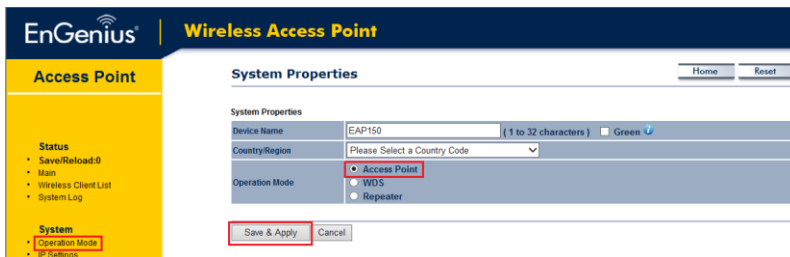 EnGenius® Wireless Access Point
Access Point
System Properties
Home Reset
System Properties
Device Name EAP150 ( 1 to 32 characters ) Green
Country/Region Please Select a Country Code
Operation Mode
Access Point
WDS
Repeater
Save & Apply Cancel
Status
Save/Reload:0
Main
Wireless Client List
System Log
System
Operation Mode
IP Settings